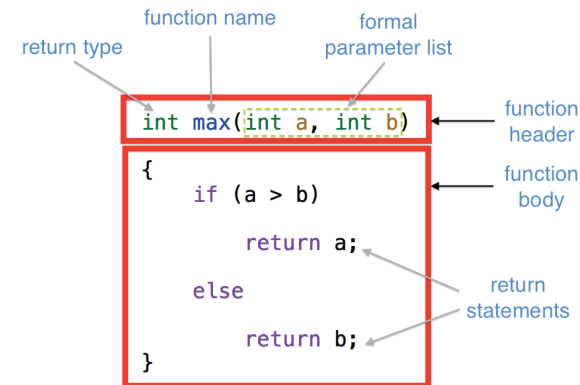 function name
formal
parameter list
return type
int max(int a, int b)
function
header
{
function
body
if (a > b)
return a;
else
return
statements
return b;
}